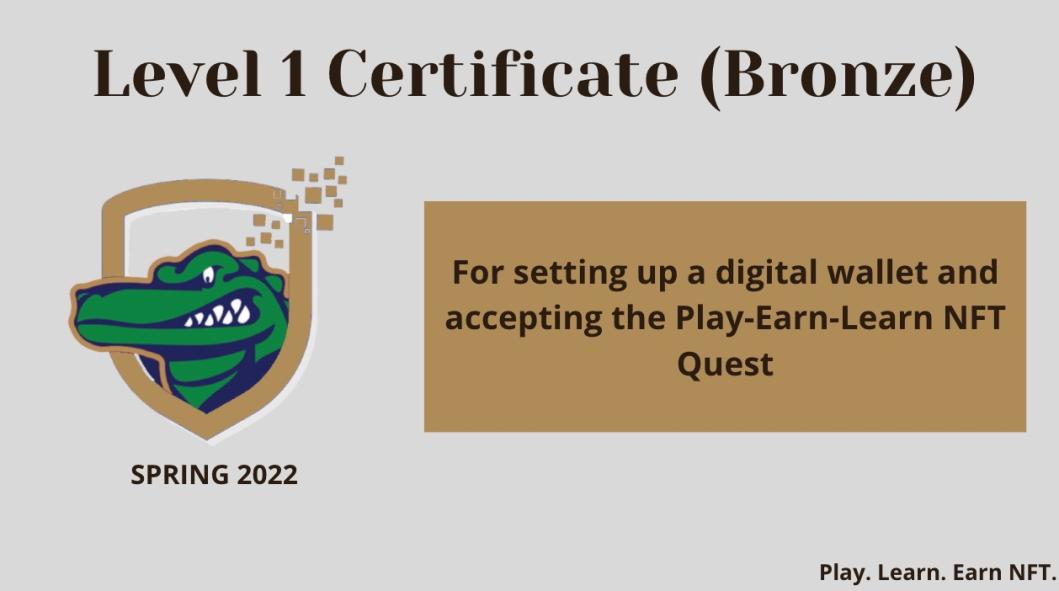 Level 1 Certificate (Bronze)
For setting up a digital wallet and
accepting the Play-Earn-Learn NFT
Quest
SPRING 2022
Play. Learn. Earn NFT.